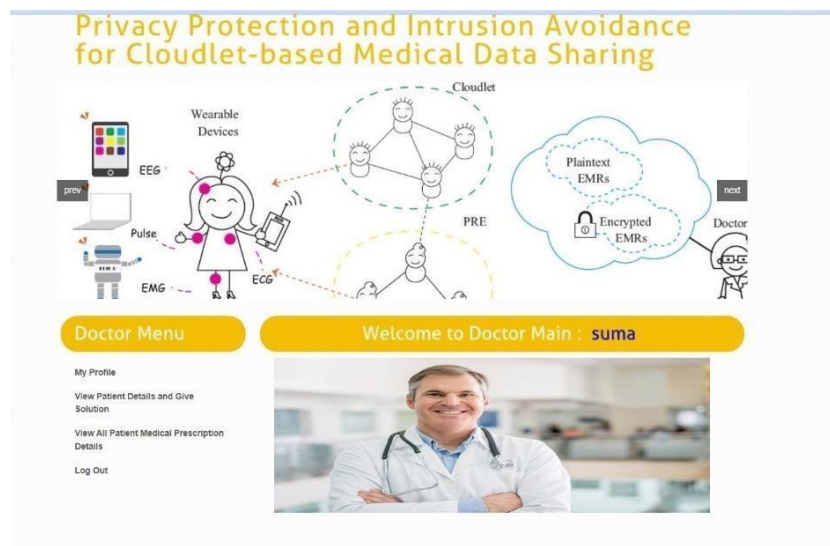 Privacy Protection and Intrusion Avoidance
for Cloudlet-based Medical Data Sharing
Cloudlet
Wearable
Devices
EEG
Plaintext
EMRs
prev
next
Pulse
PRE
Encrypted
EMRs
Doctor
ECG
EMG
Doctor Menu
Welcome to Doctor Main : suma
My Profile
View Patient Details and Give
Solution
View All Patient Medical Prescription
Details
Log Out